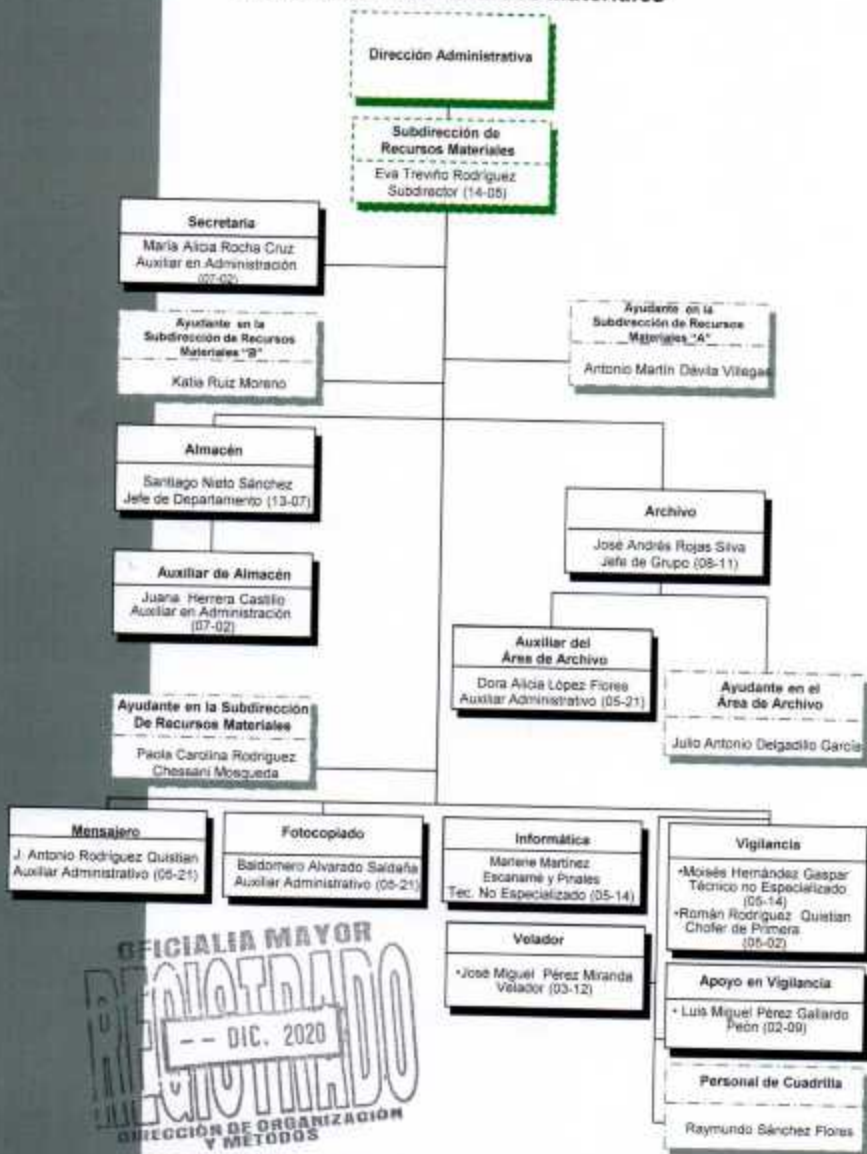 Dirección Administrativa
Subdirección de
Recursos Materiales
Eva Treviño Rodríguez
Subdirector (14-05)
Secretaria
María Alicia Rocha Cruz
Auxiliar en Administración
(07-02)
Ayudante en la
Subdirección de Recursos
Materiales "B"
Katia Ruiz Moreno
Ayudante en la
Subdirección de Recursos
Materiales "A"
Antonio Martín Dávila Villegas
Almacén
Santiago Nieto Sánchez
Jefe de Departamento (13-07)
Archivo
José Andrés Rojas Silva
Jefe de Grupo (08-11)
Auxiliar de Almacén
Juana Herrera Castillo
Auxiliar en Administración
(07-02)
Auxiliar del
Área de Archivo
Dora Alicia López Flores
Auxiliar Administrativo (05-21)
Ayudante en el
Área de Archivo
Julio Antonio Delgadillo García
Ayudante en la Subdirección
De Recursos Materiales
Paola Carolina Rodríguez
Chessani Mosqueda
Mensajero
J. Antonio Rodríguez Quistian
Auxiliar Administrativo (05-21)
Fotocopiado
Baldomero Alvarado Saldaña
Auxiliar Administrativo (05-21)
Informática
Marlene Martínez
Escanamé y Pinales
Tec. No Especializado (05-14)
Vigilancia
•Moisés Hernández Gaspar
Técnico no Especializado
(05-14)
•Román Rodríguez Quistian
Chofer de Primera
(05-02)
Velador
•José Miguel Pérez Miranda
Velador (03-12)
Apoyo en Vigilancia
• Luis Miguel Pérez Gallardo
Peón (02-09)
Personal de Cuadrilla
Raymundo Sánchez Flores
OFICIALIA MAYOR
REGISTRADO
-- DIC. 2020
DIRECCIÓN DE ORGANIZACIÓN
Y MÉTODOS